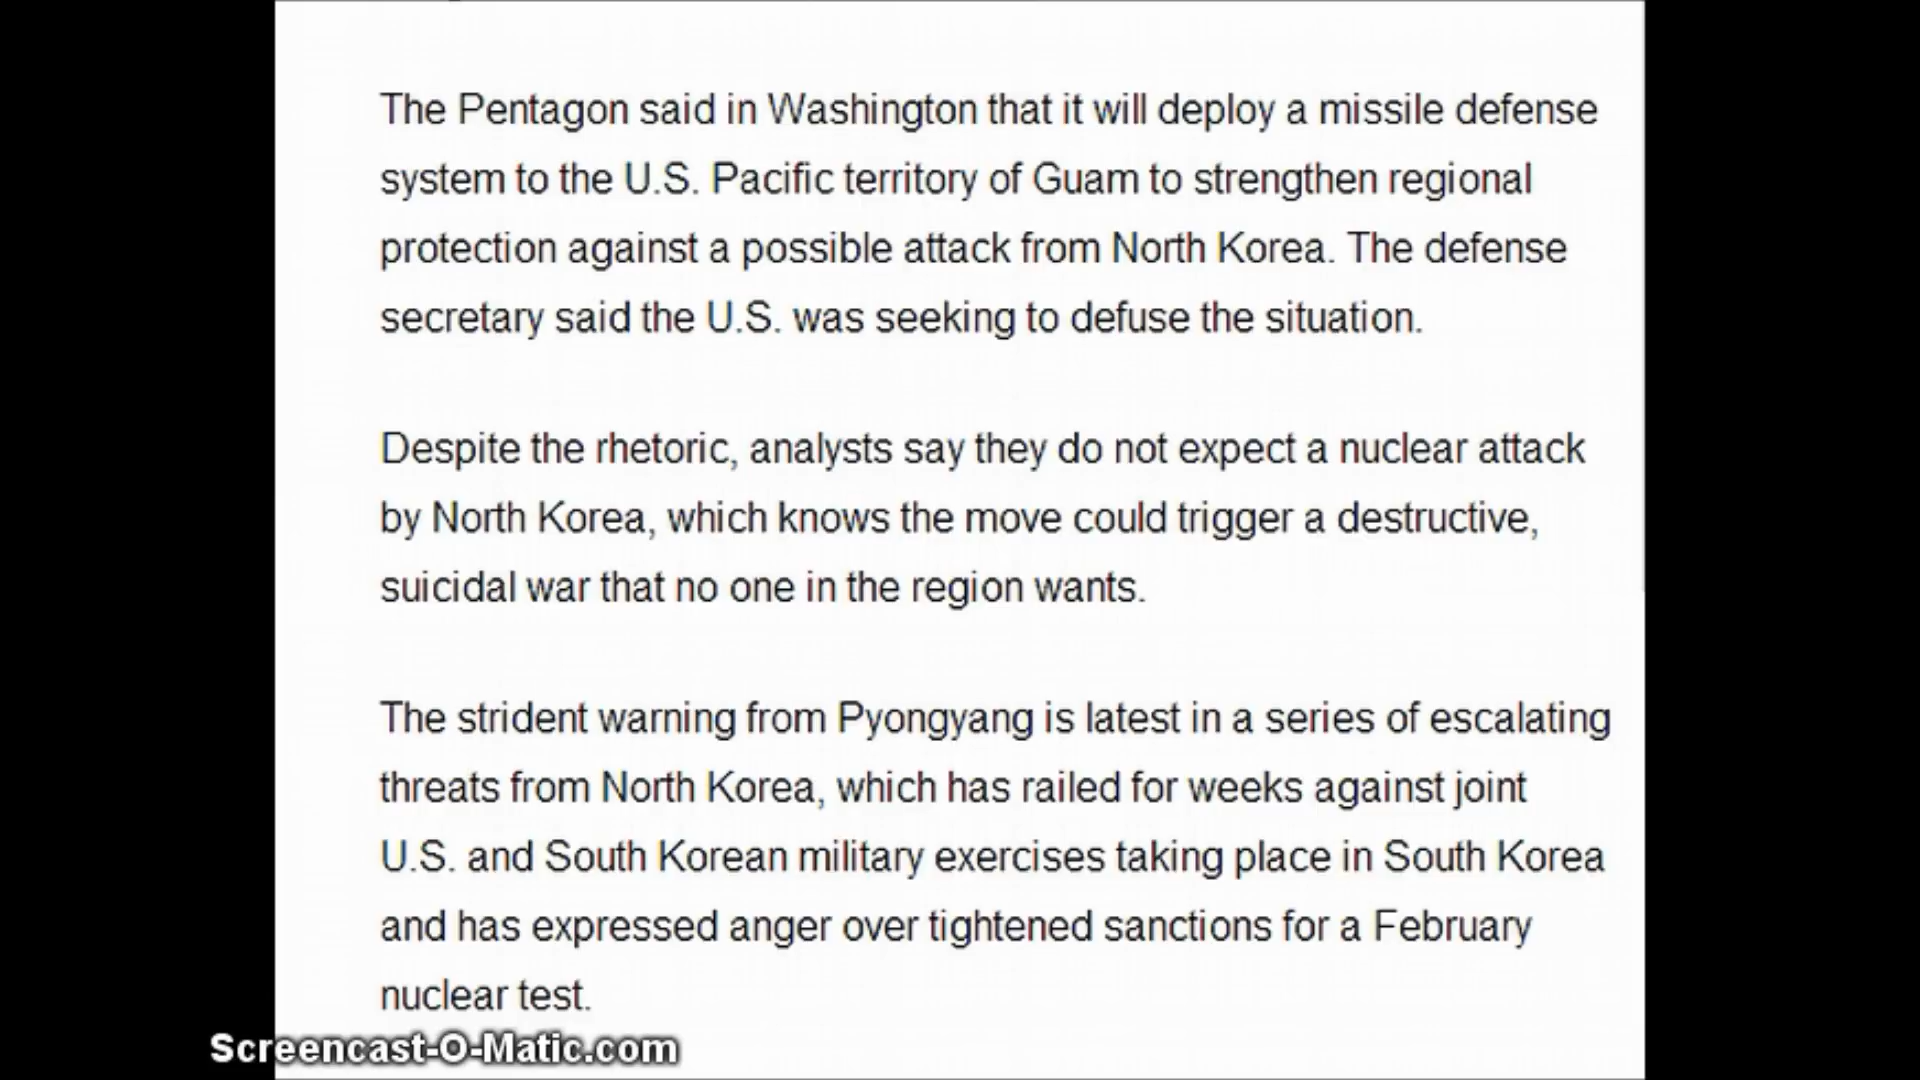 The Pentagon said in Washington that it will deploy a missile defense
system to the U.S. Pacific territory of Guam to strengthen regional
protection against a possible attack from North Korea. The defense
secretary said the U.S. was seeking to defuse the situation.
Despite the rhetoric, analysts say they do not expect a nuclear attack
by North Korea, which knows the move could trigger a destructive,
suicidal war that no one in the region wants.
The strident warning from Pyongyang is latest in a series of escalating
threats from North Korea, which has railed for weeks against joint
U.S. and South Korean military exercises taking place in South Korea
and has expressed anger over tightened sanctions for a February
nuclear test.
Screencast-O-Matic.com